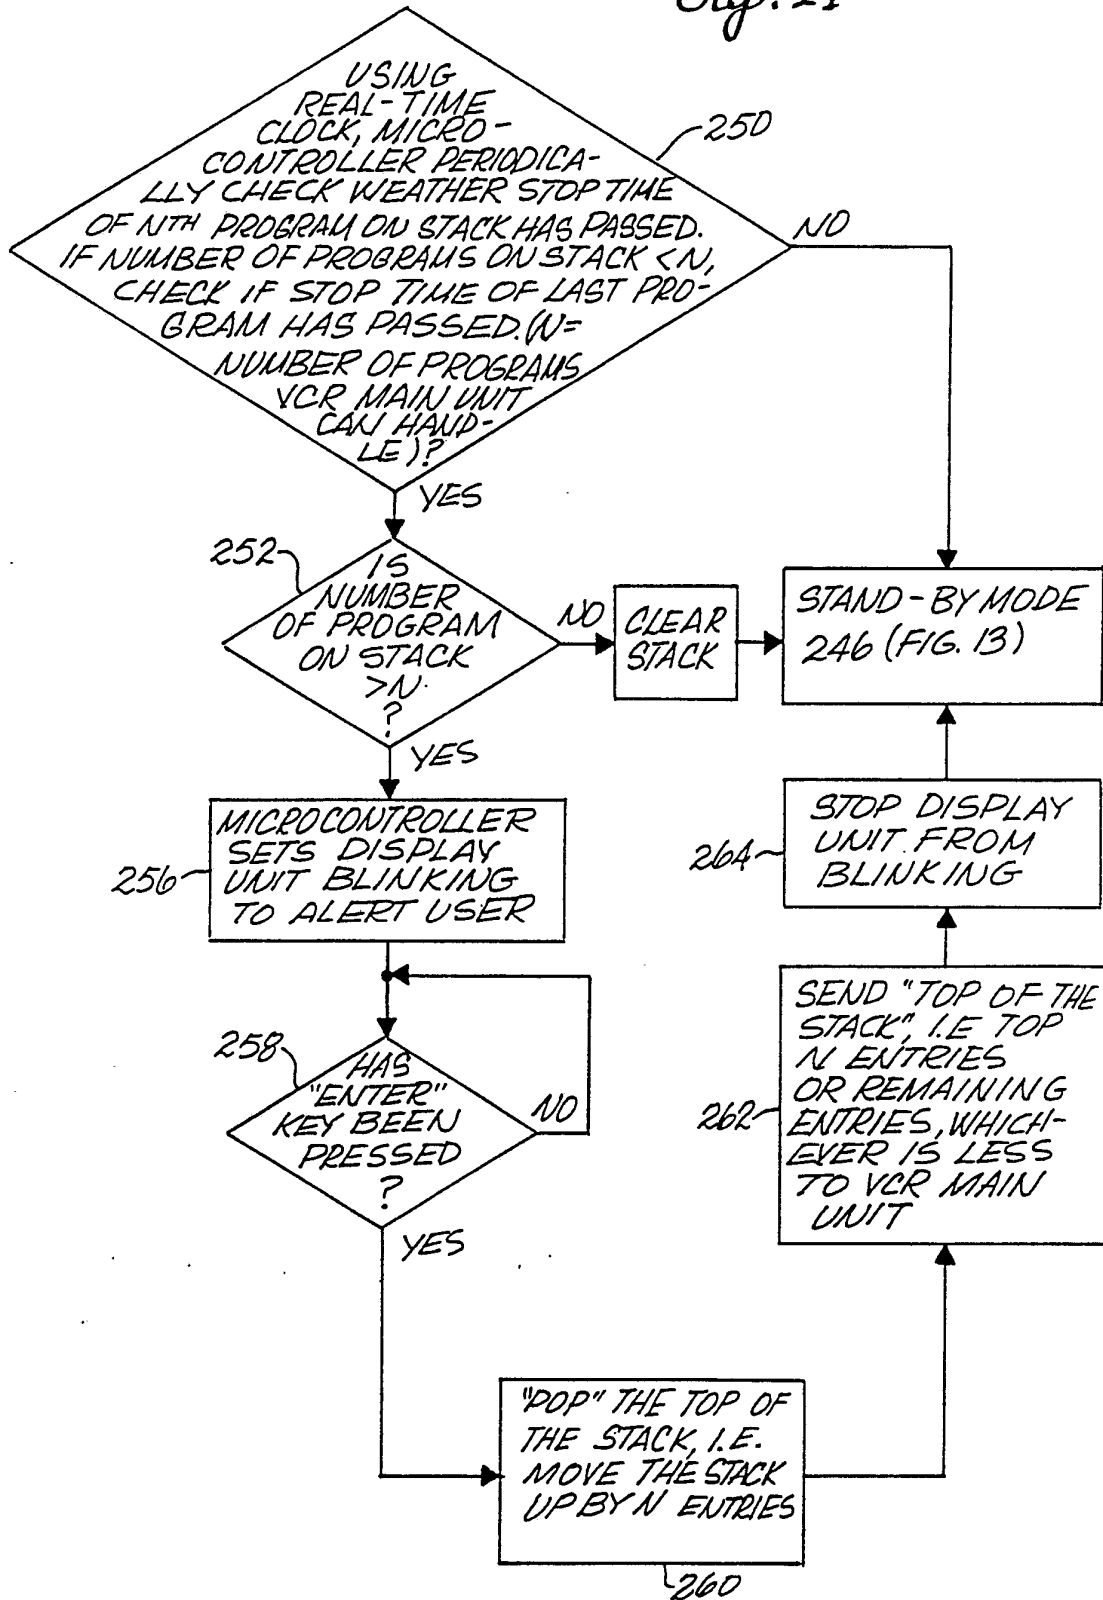 USING
REAL-TIME
CLOCK, MICRO-
CONTROLLER PERIODICA-
LLY CHECK WEATHER STOP TIME
OF NTH PROGRAM ON STACK HAS PASSED.
IF NUMBER OF PROGRAMS ON STACK <N,
CHECK IF STOP TIME OF LAST PRO-
GRAM HAS PASSED. (N=
NUMBER OF PROGRAMS
VCR MAIN UNIT
CAN HAND-
LE)?
250
NO
YES
252
IS
NUMBER
OF PROGRAM
ON STACK
>N
?
NO
CLEAR
STACK
STAND-BY MODE
246 (FIG. 13)
YES
MICROCONTROLLER
SETS DISPLAY
UNIT BLINKING
TO ALERT USER
256
STOP DISPLAY
UNIT FROM
BLINKING
264
258
HAS
"ENTER"
KEY BEEN
PRESSED
?
NO
YES
SEND "TOP OF THE
STACK", I.E TOP
N ENTRIES
OR REMAINING
ENTRIES, WHICH-
EVER IS LESS
TO VCR MAIN
UNIT
262
"POP" THE TOP OF
THE STACK, I.E.
MOVE THE STACK
UP BY N ENTRIES
260